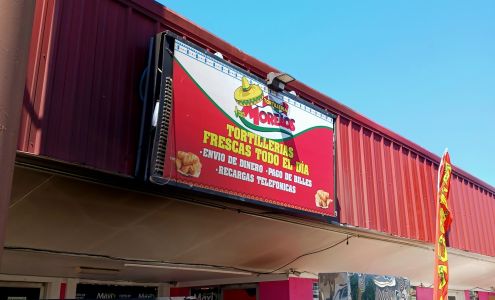 MORELOS
TORTILLERIAS
FRESCAS TODO EL DIA
·ENVIO DE DINERO ·PAGO DE BILLES
·RECARGAS TELEFONICAS